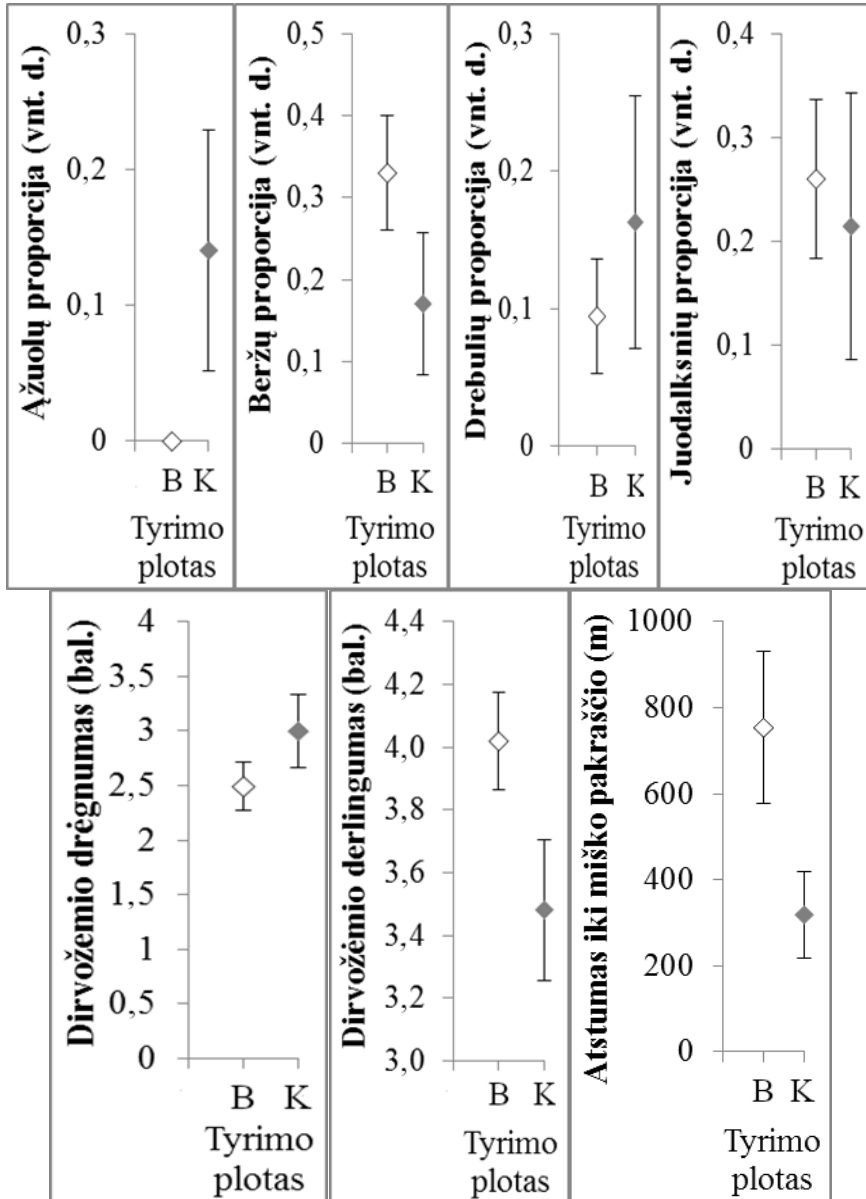 Ąžuolų proporcija (vnt. d.)
0,3
0,2
0,1
0
B K
Tyrimo
plotas
Beržų proporcija (vnt. d.)
0,5
0,4
0,3
0,2
0,1
0
B K
Tyrimo
plotas
Drebulių proporcija (vnt. d.)
0,3
0,2
0,1
0
B K
Tyrimo
plotas
Juodalksnių proporcija (vnt. d.)
0,4
0,3
0,2
0,1
0
B K
Tyrimo
plotas
Dirvožemio drėgnumas (bal.)
4
3,5
3
2,5
2
1,5
1
0,5
0
B K
Tyrimo
plotas
Dirvožėmio derlingumas (bal.)
4,4
4,2
4,0
3,8
3,6
3,4
3,2
3,0
B K
Tyrimo
plotas
Atstumas iki miško pakraščio (m)
1000
800
600
400
200
0
B K
Tyrimo
plotas